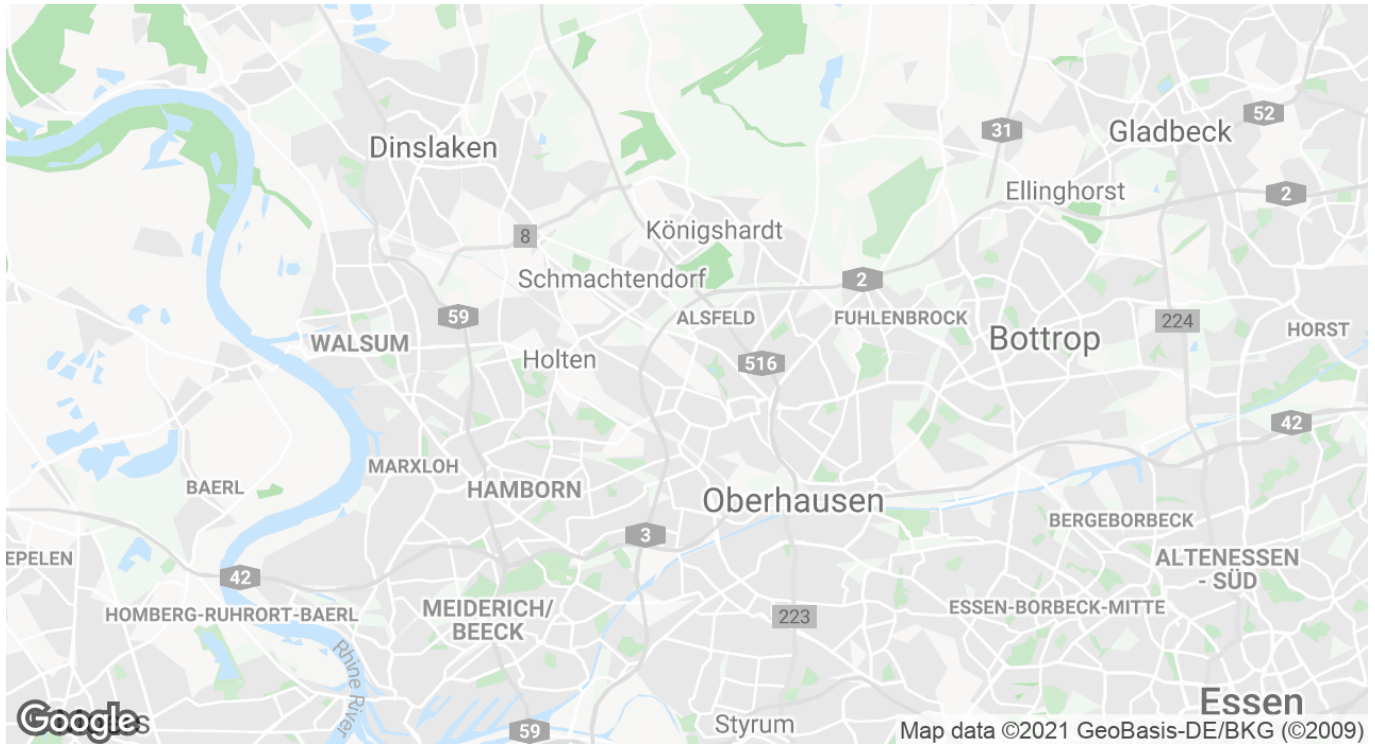 52
31
Gladbeck
Dinslaken
Ellinghorst
2
Königshardt
8
Schmachtendorf
2
59
ALSFELD
FUHLENBROCK
224
HORST
WALSUM
Bottrop
Holten
516
42
MARXLOH
BAERL
HAMBORN
Oberhausen
BERGEBORBECK
3
EPELEN
ALTENESSEN
- SÜD
42
HOMBERG-RUHRORT-BAERL
MEIDERICH/
BEECK
ESSEN-BORBECK-MITTE
223
Rhine River
Essen
Google
Styrum
59
Map data ©2021 GeoBasis-DE/BKG (©2009)